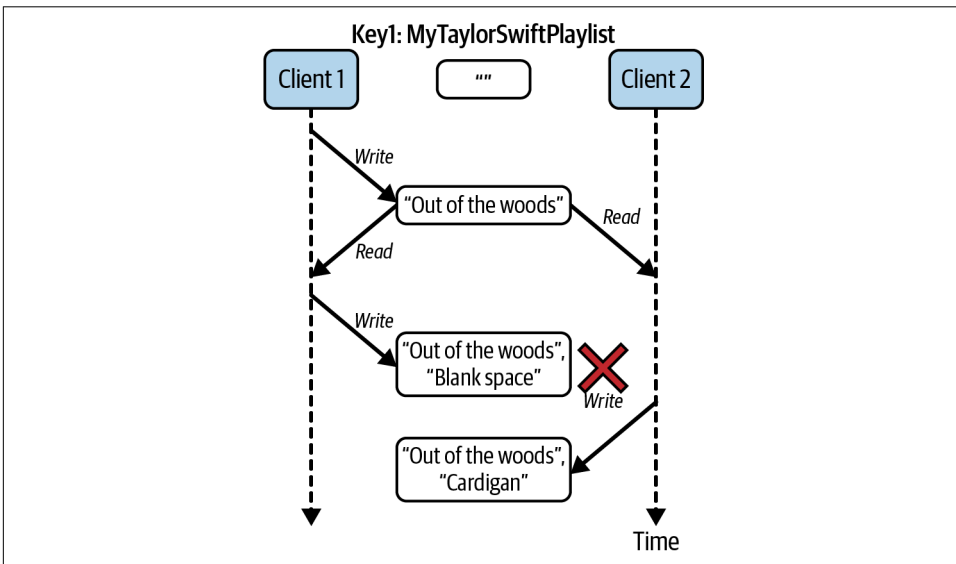 Key1: MyTaylorSwiftPlaylist
Client 1
“”
Client 2
Write
“Out of the woods”
Read
Read
Write
“Out of the woods”,
“Blank space”
Write
“Out of the woods”,
“Cardigan”
Time